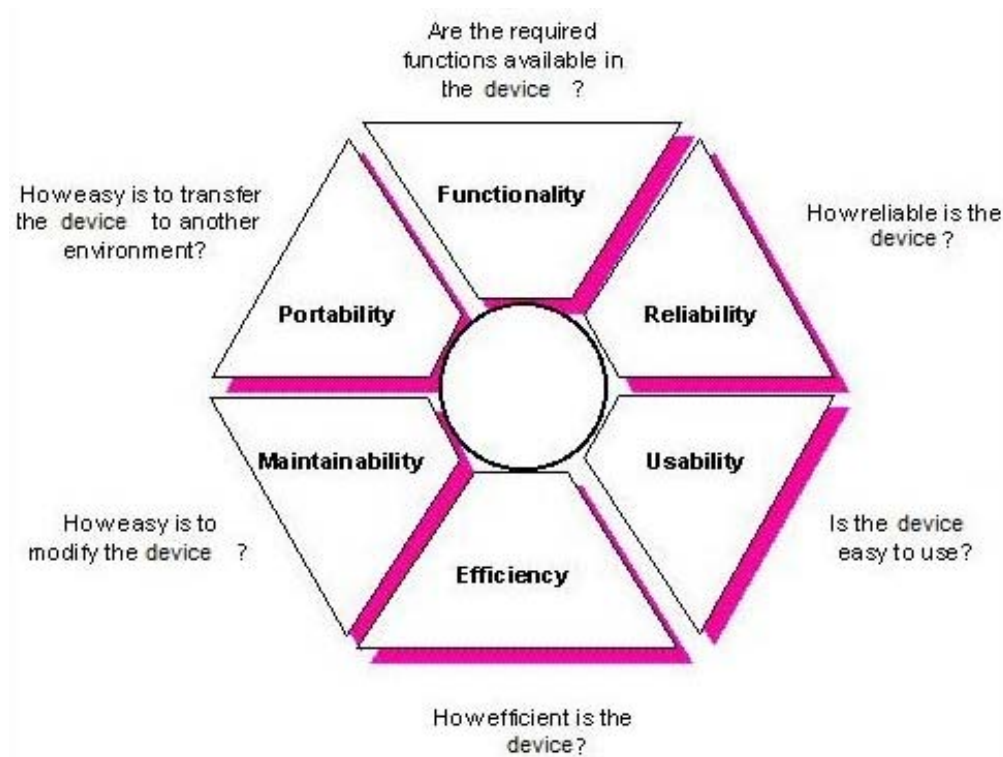 Are the required
functions available in
the device ?
Functionality
How easy is to transfer
the device to another
environment?
How reliable is the
device ?
Portability
Reliability
Maintainability
Usability
How easy is to
modify the device ?
Is the device
easy to use?
Efficiency
How efficient is the
device?